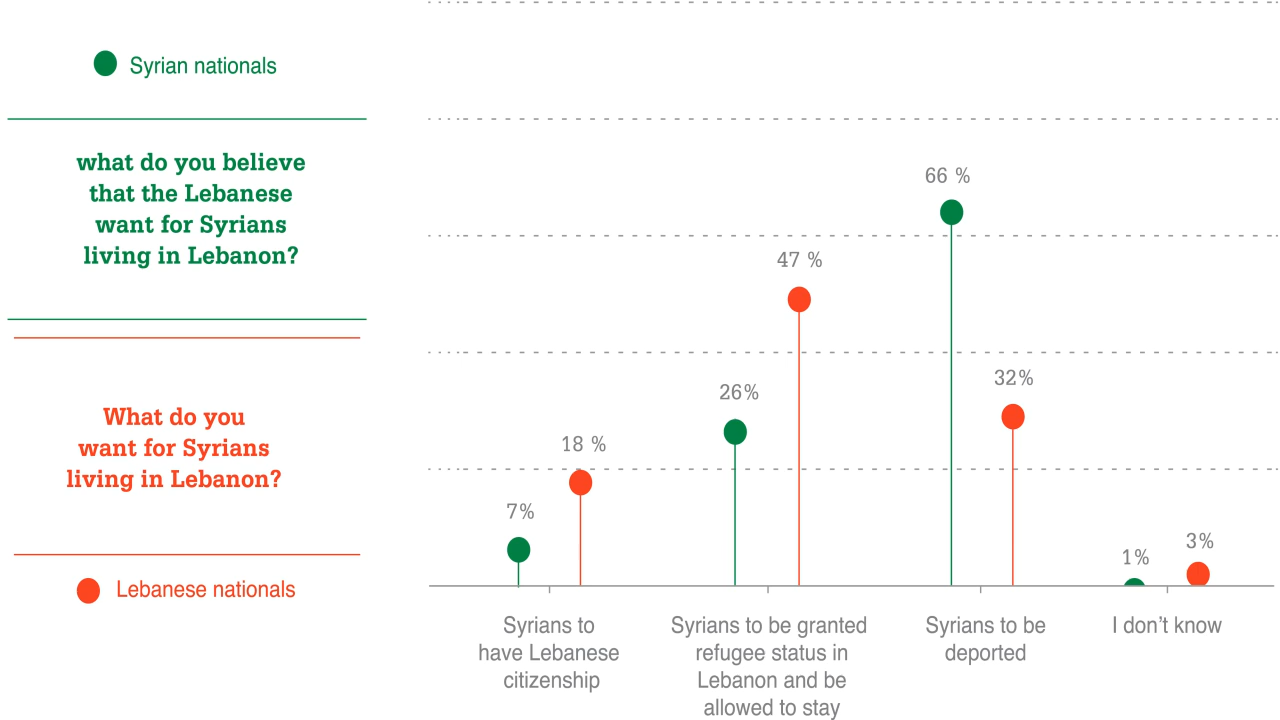 Syrian nationals
what do you believe
that the Lebanese
want for Syrians
living in Lebanon?
What do you
want for Syrians
living in Lebanon?
Lebanese nationals
7%
18 %
26%
47 %
66 %
32%
1%
3%
Syrians to
have Lebanese
citizenship
Syrians to be granted
refugee status in
Lebanon and be
allowed to stay
Syrians to be
deported
I don’t know